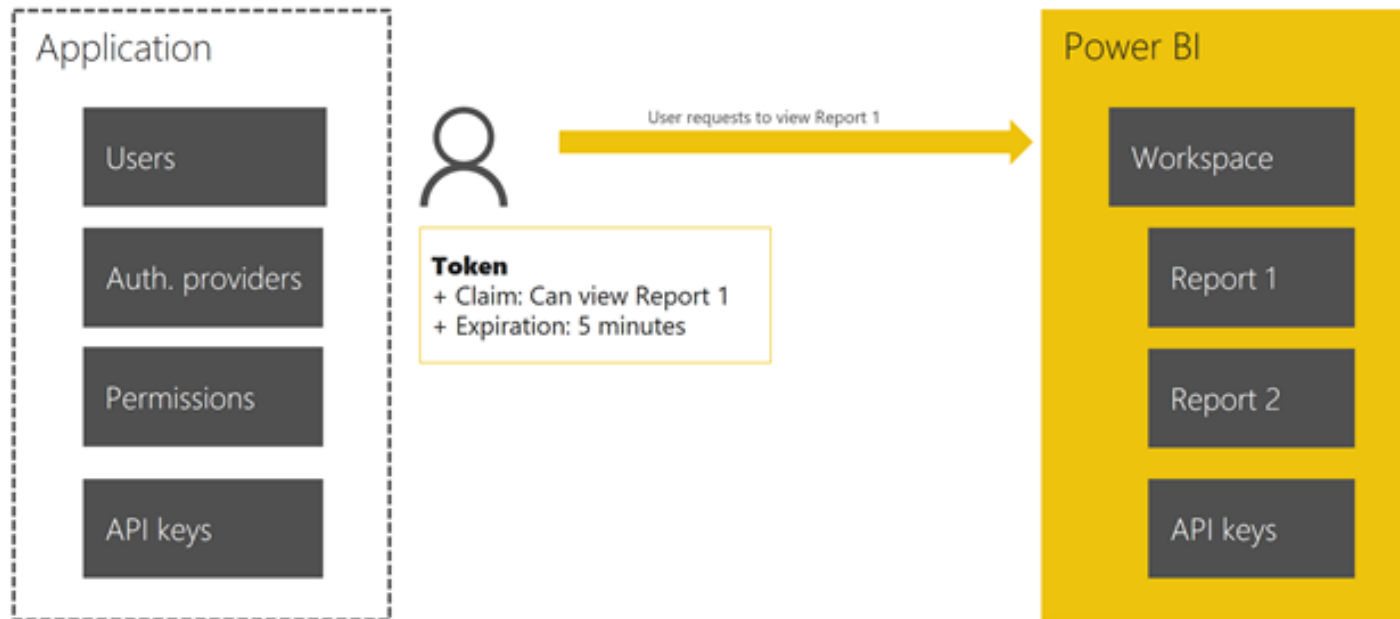 Application
Users
Auth. providers
Permissions
API keys
User requests to view Report 1
Token
+ Claim: Can view Report 1
+ Expiration: 5 minutes
Power BI
Workspace
Report 1
Report 2
API keys